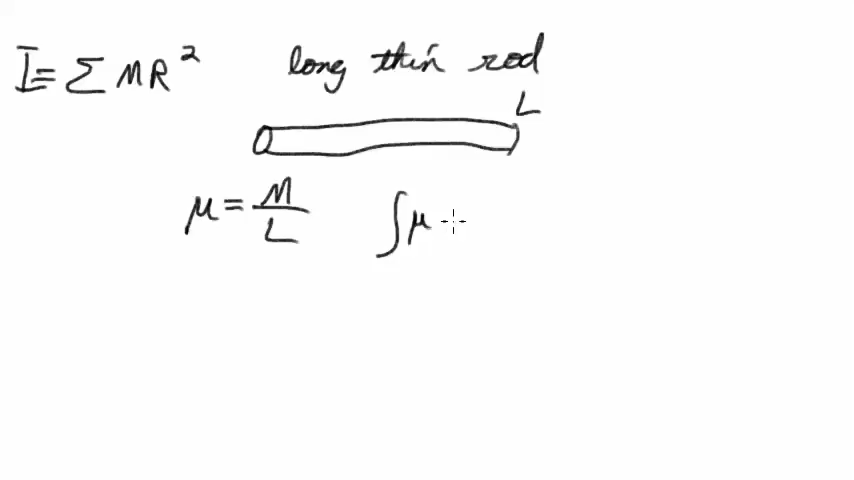 I = Σ MR² long thin rod
L
μ = M/L ∫μ